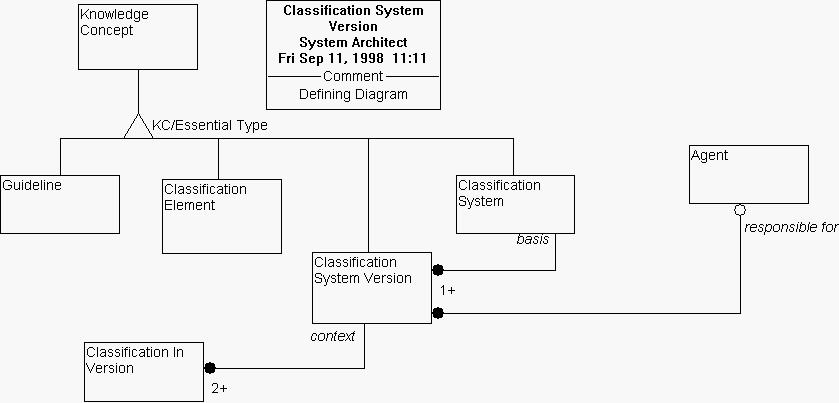 Knowledge
Concept
Classification System
Version
System Architect
Fri Sep 11, 1998 11:11
Comment
Defining Diagram
KC/Essential Type
Guideline
Classification
Element
Classification
System
Agent
basis
responsible for
Classification
System Version
1+
context
Classification In
Version
2+